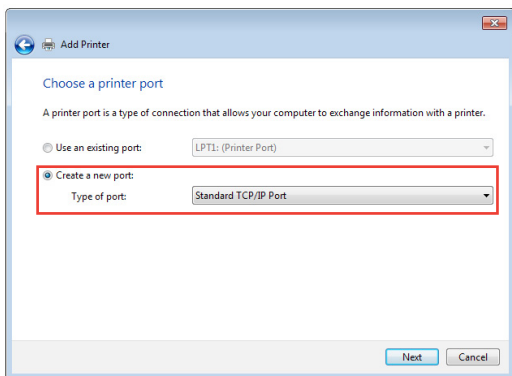 Add Printer
Choose a printer port
A printer port is a type of connection that allows your computer to exchange information with a printer.
Use an existing port: LPT1: (Printer Port)
Create a new port:
Type of port: Standard TCP/IP Port
Next Cancel